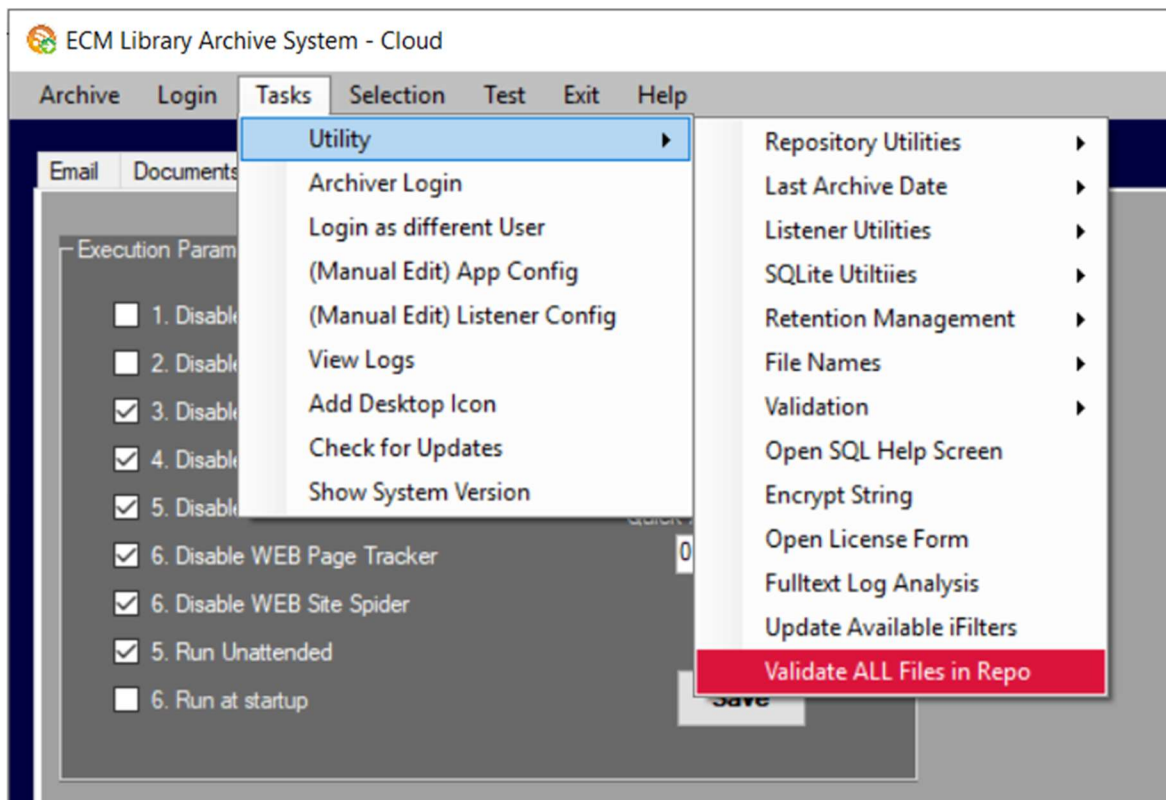 ECM Library Archive System - Cloud
Archive Login Tasks Selection Test Exit Help
Email Documents
Utility
Archiver Login
Login as different User
(Manual Edit) App Config
(Manual Edit) Listener Config
View Logs
Add Desktop Icon
Check for Updates
Show System Version
Repository Utilities
Last Archive Date
Listener Utilities
SQLite Utiltiies
Retention Management
File Names
Validation
Open SQL Help Screen
Encrypt String
Open License Form
Fulltext Log Analysis
Update Available iFilters
Validate ALL Files in Repo
Execution Param
1. Disable
2. Disable
3. Disable
4. Disable
5. Disable
6. Disable WEB Page Tracker
6. Disable WEB Site Spider
5. Run Unattended
6. Run at startup
0
Save